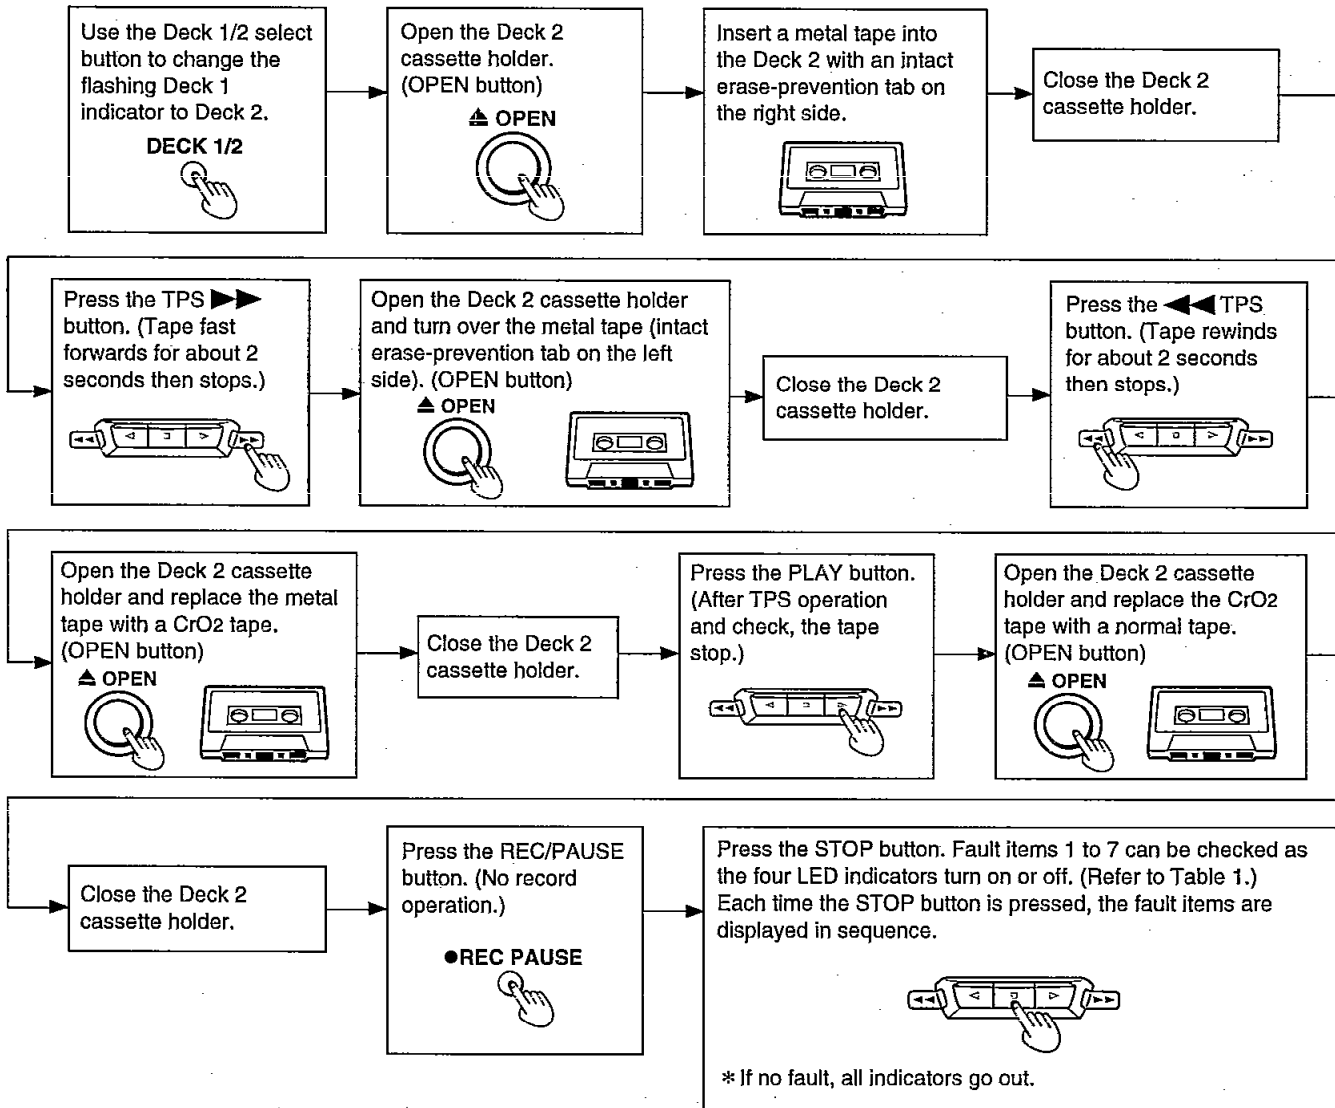 Use the Deck 1/2 select
button to change the
flashing Deck 1
indicator to Deck 2.
DECK 1/2
Open the Deck 2
cassette holder.
(OPEN button)
≜ OPEN
Insert a metal tape into
the Deck 2 with an intact
erase-prevention tab on
the right side.
Close the Deck 2
cassette holder.
Press the TPS ▶▶
button. (Tape fast
forwards for about 2
seconds then stops.)
Open the Deck 2 cassette holder
and turn over the metal tape (intact
erase-prevention tab on the left
side). (OPEN button)
≜ OPEN
Close the Deck 2
cassette holder.
Press the ◀◀ TPS
button. (Tape rewinds
for about 2 seconds
then stops.)
Open the Deck 2 cassette
holder and replace the metal
tape with a CrO2 tape.
(OPEN button)
≜ OPEN
Close the Deck 2
cassette holder.
Press the PLAY button.
(After TPS operation
and check, the tape
stop.)
Open the Deck 2 cassette
holder and replace the CrO2
tape with a normal tape.
(OPEN button)
≜ OPEN
Close the Deck 2
cassette holder.
Press the REC/PAUSE
button. (No record
operation.)
●REC PAUSE
Press the STOP button. Fault items 1 to 7 can be checked as
the four LED indicators turn on or off. (Refer to Table 1.)
Each time the STOP button is pressed, the fault items are
displayed in sequence.
* If no fault, all indicators go out.